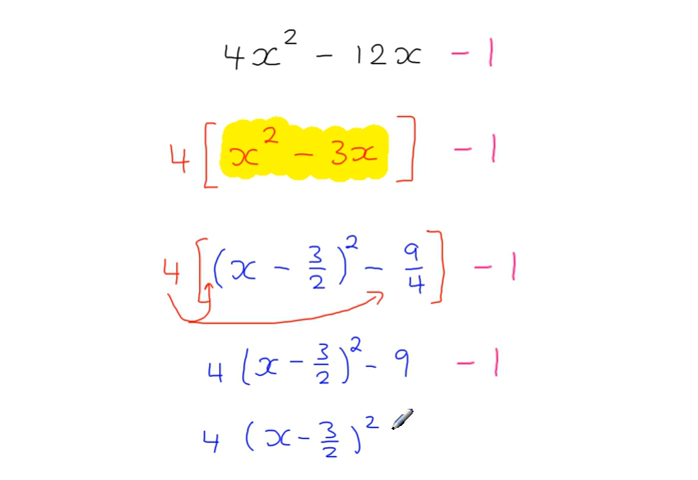 4x² - 12x - 1
4[x² - 3x] - 1
4[(x - 3/2)² - 9/4] - 1
4(x - 3/2)² - 9 - 1
4(x - 3/2)²